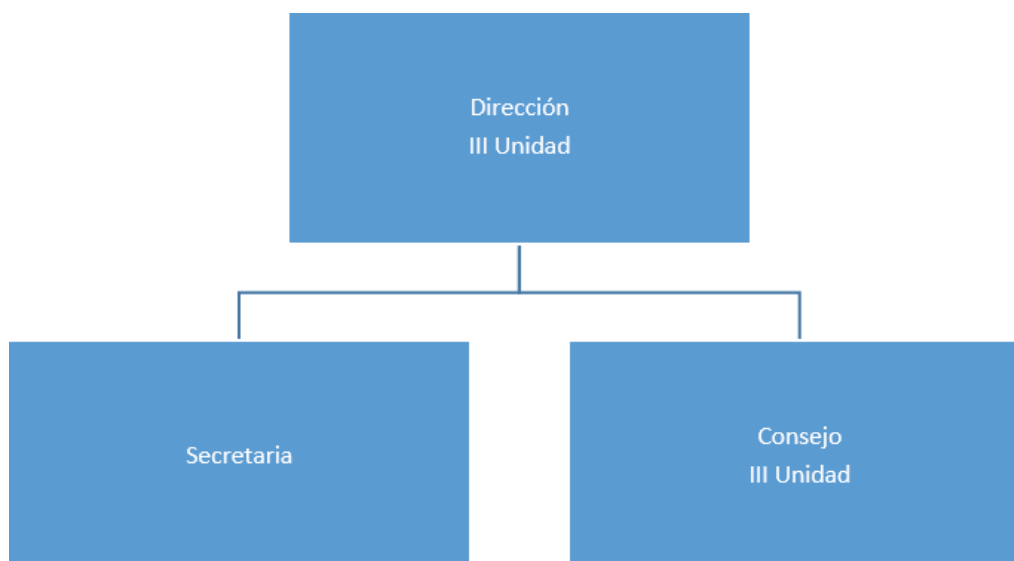 Dirección
III Unidad
Secretaria
Consejo
III Unidad